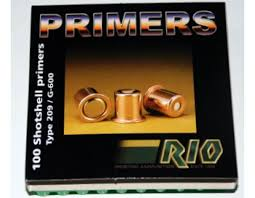 PRIMERS
100 Shotshell primers
Type 209 / G-600
RIO